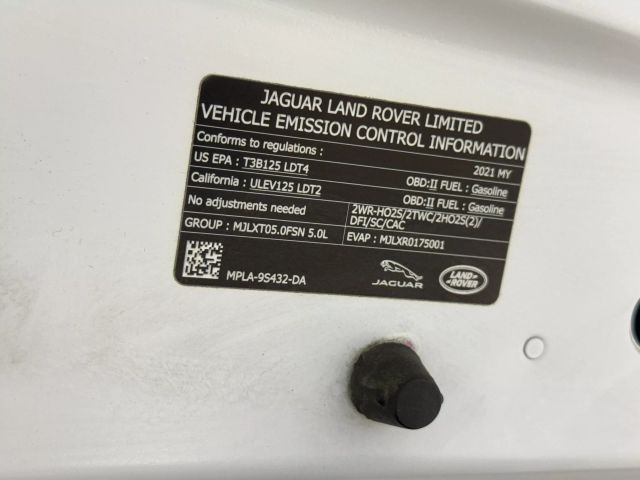 JAGUAR LAND ROVER LIMITED
VEHICLE EMISSION CONTROL INFORMATION
Conforms to regulations : 2021 MY
US EPA : T3B125 LDT4 OBD:II FUEL : Gasoline
California : ULEV125 LDT2 OBD:II FUEL : Gasoline
No adjustments needed 2WR-HO2S/2TWC/2HO2S(2)/
DFI/SC/CAC
GROUP : MJLXT05.0FSN 5.0L EVAP : MJLXR0175001
MPLA-9S432-DA
JAGUAR
LAND-
ROVER